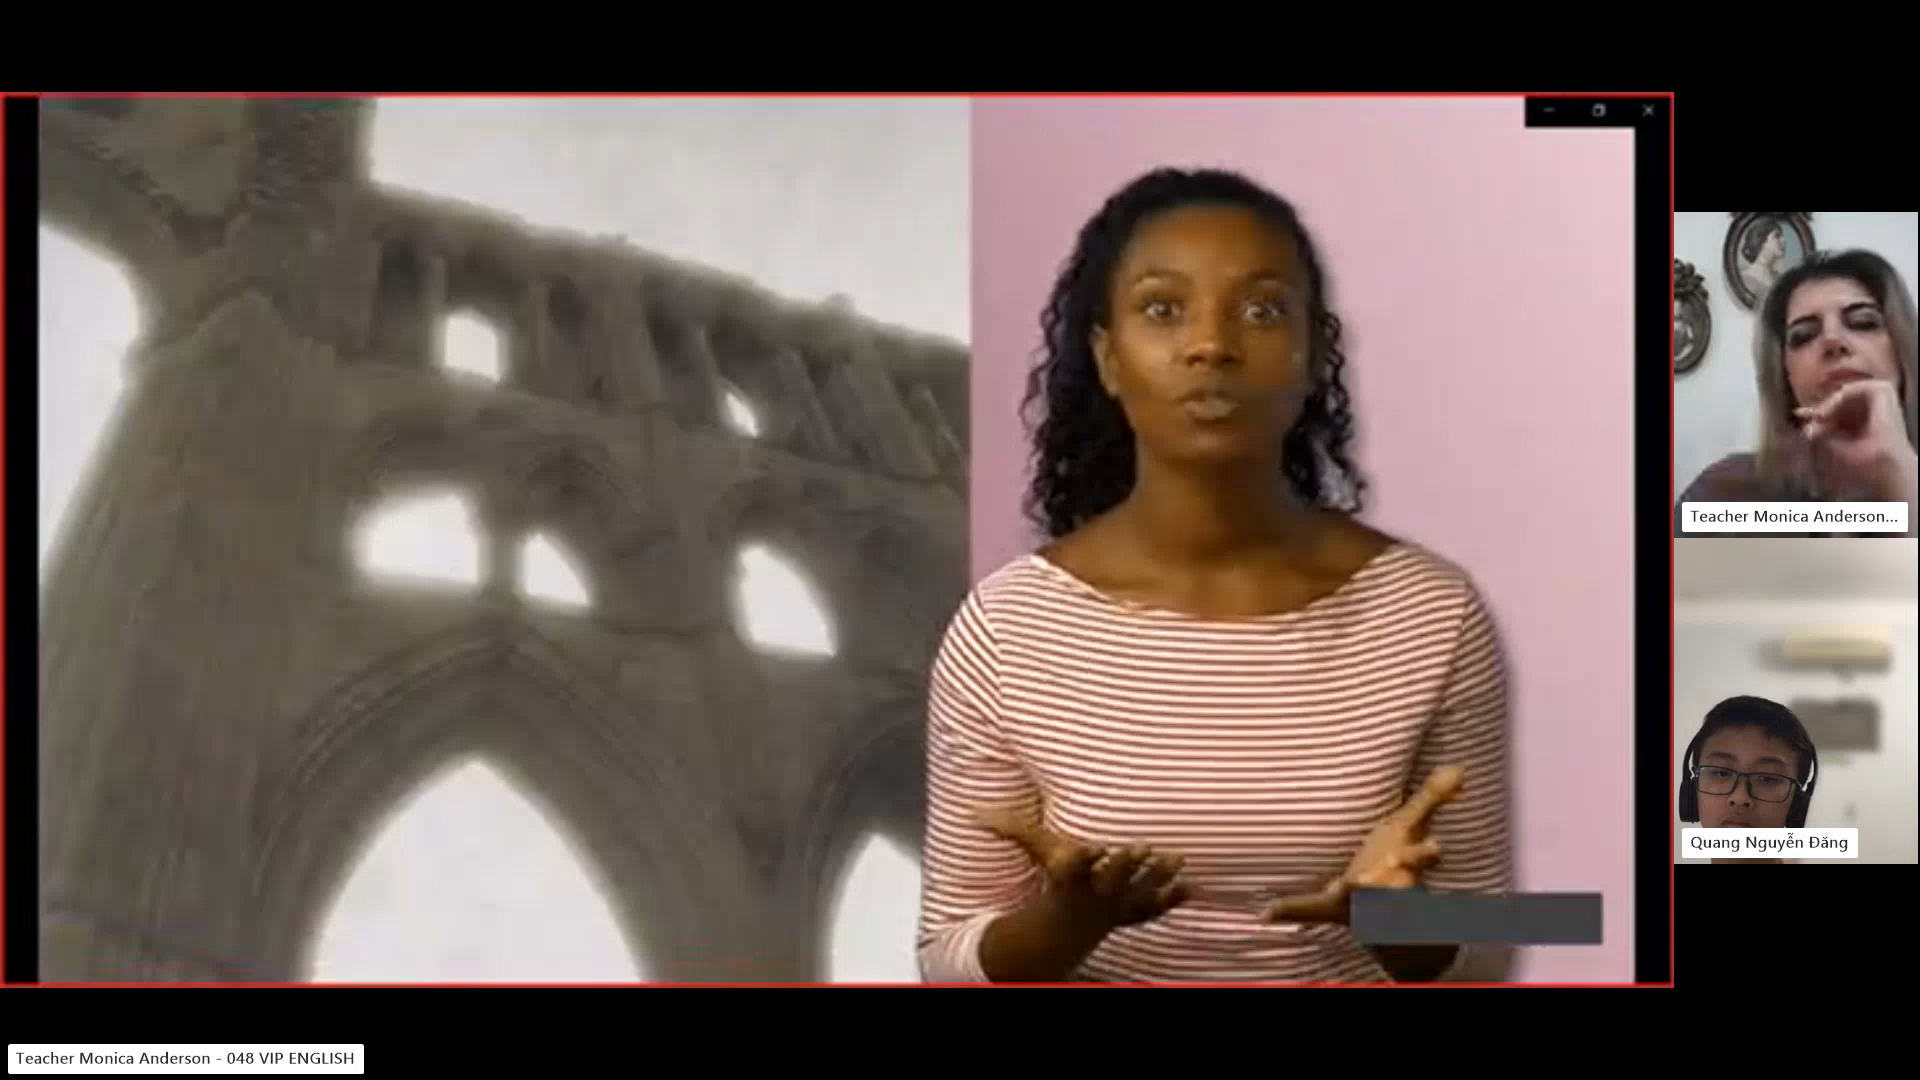 Teacher Monica Anderson...
Quang Nguyễn Đăng
Teacher Monica Anderson - 048 VIP ENGLISH